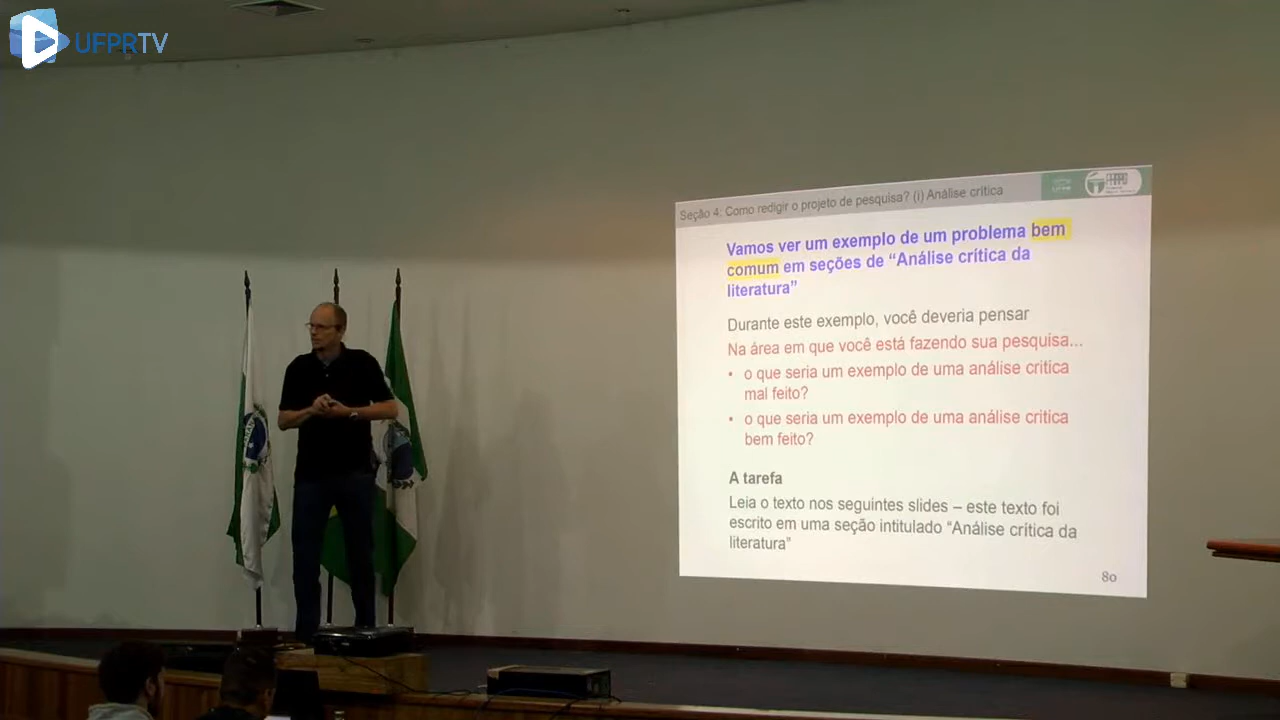 UFPRTV
Seção 4: Como redigir o projeto de pesquisa? (i) Análise crítica
Vamos ver um exemplo de um problema bem
comum em seções de “Análise crítica da
literatura”
Durante este exemplo, você deveria pensar
Na área em que você está fazendo sua pesquisa...
• o que seria um exemplo de uma análise critica
mal feito?
• o que seria um exemplo de uma análise critica
bem feito?
A tarefa
Leia o texto nos seguintes slides – este texto foi
escrito em uma seção intitulado “Análise crítica da
literatura”
80